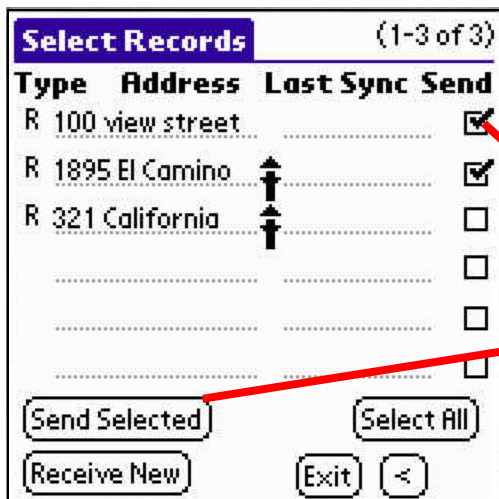 Select Records (1-3 of 3)
Type Address Last Sync Send
R 100 view street
R 1895 El Camino
R 321 California
Send Selected Select All
Receive New Exit <